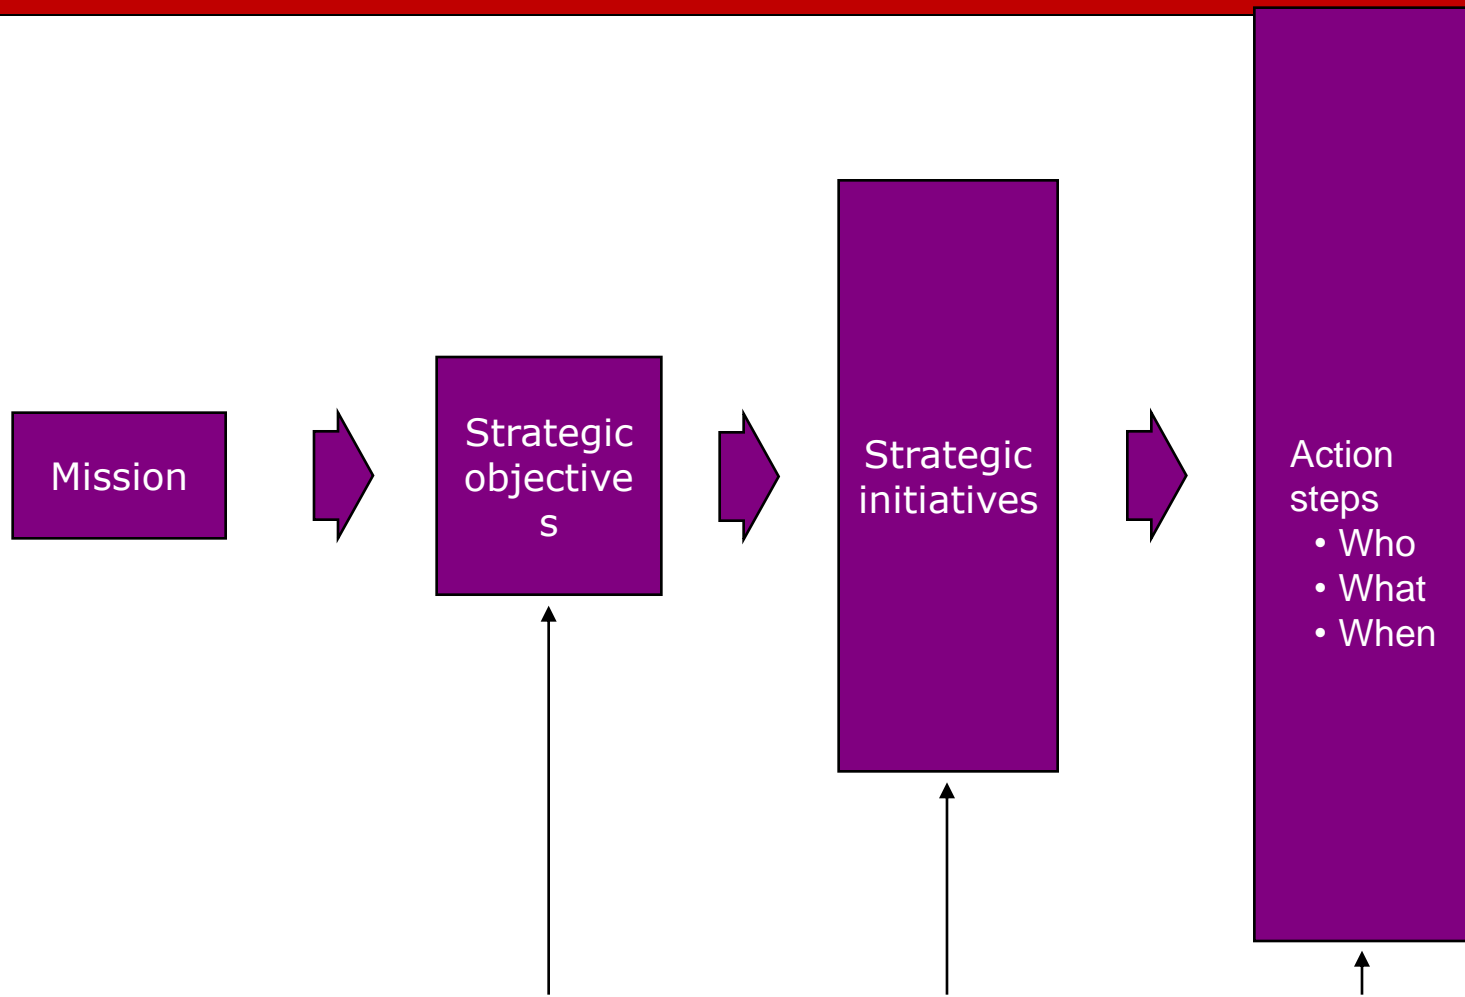 Mission
Strategic
objective
s
Strategic
initiatives
Action
steps
• Who
• What
• When